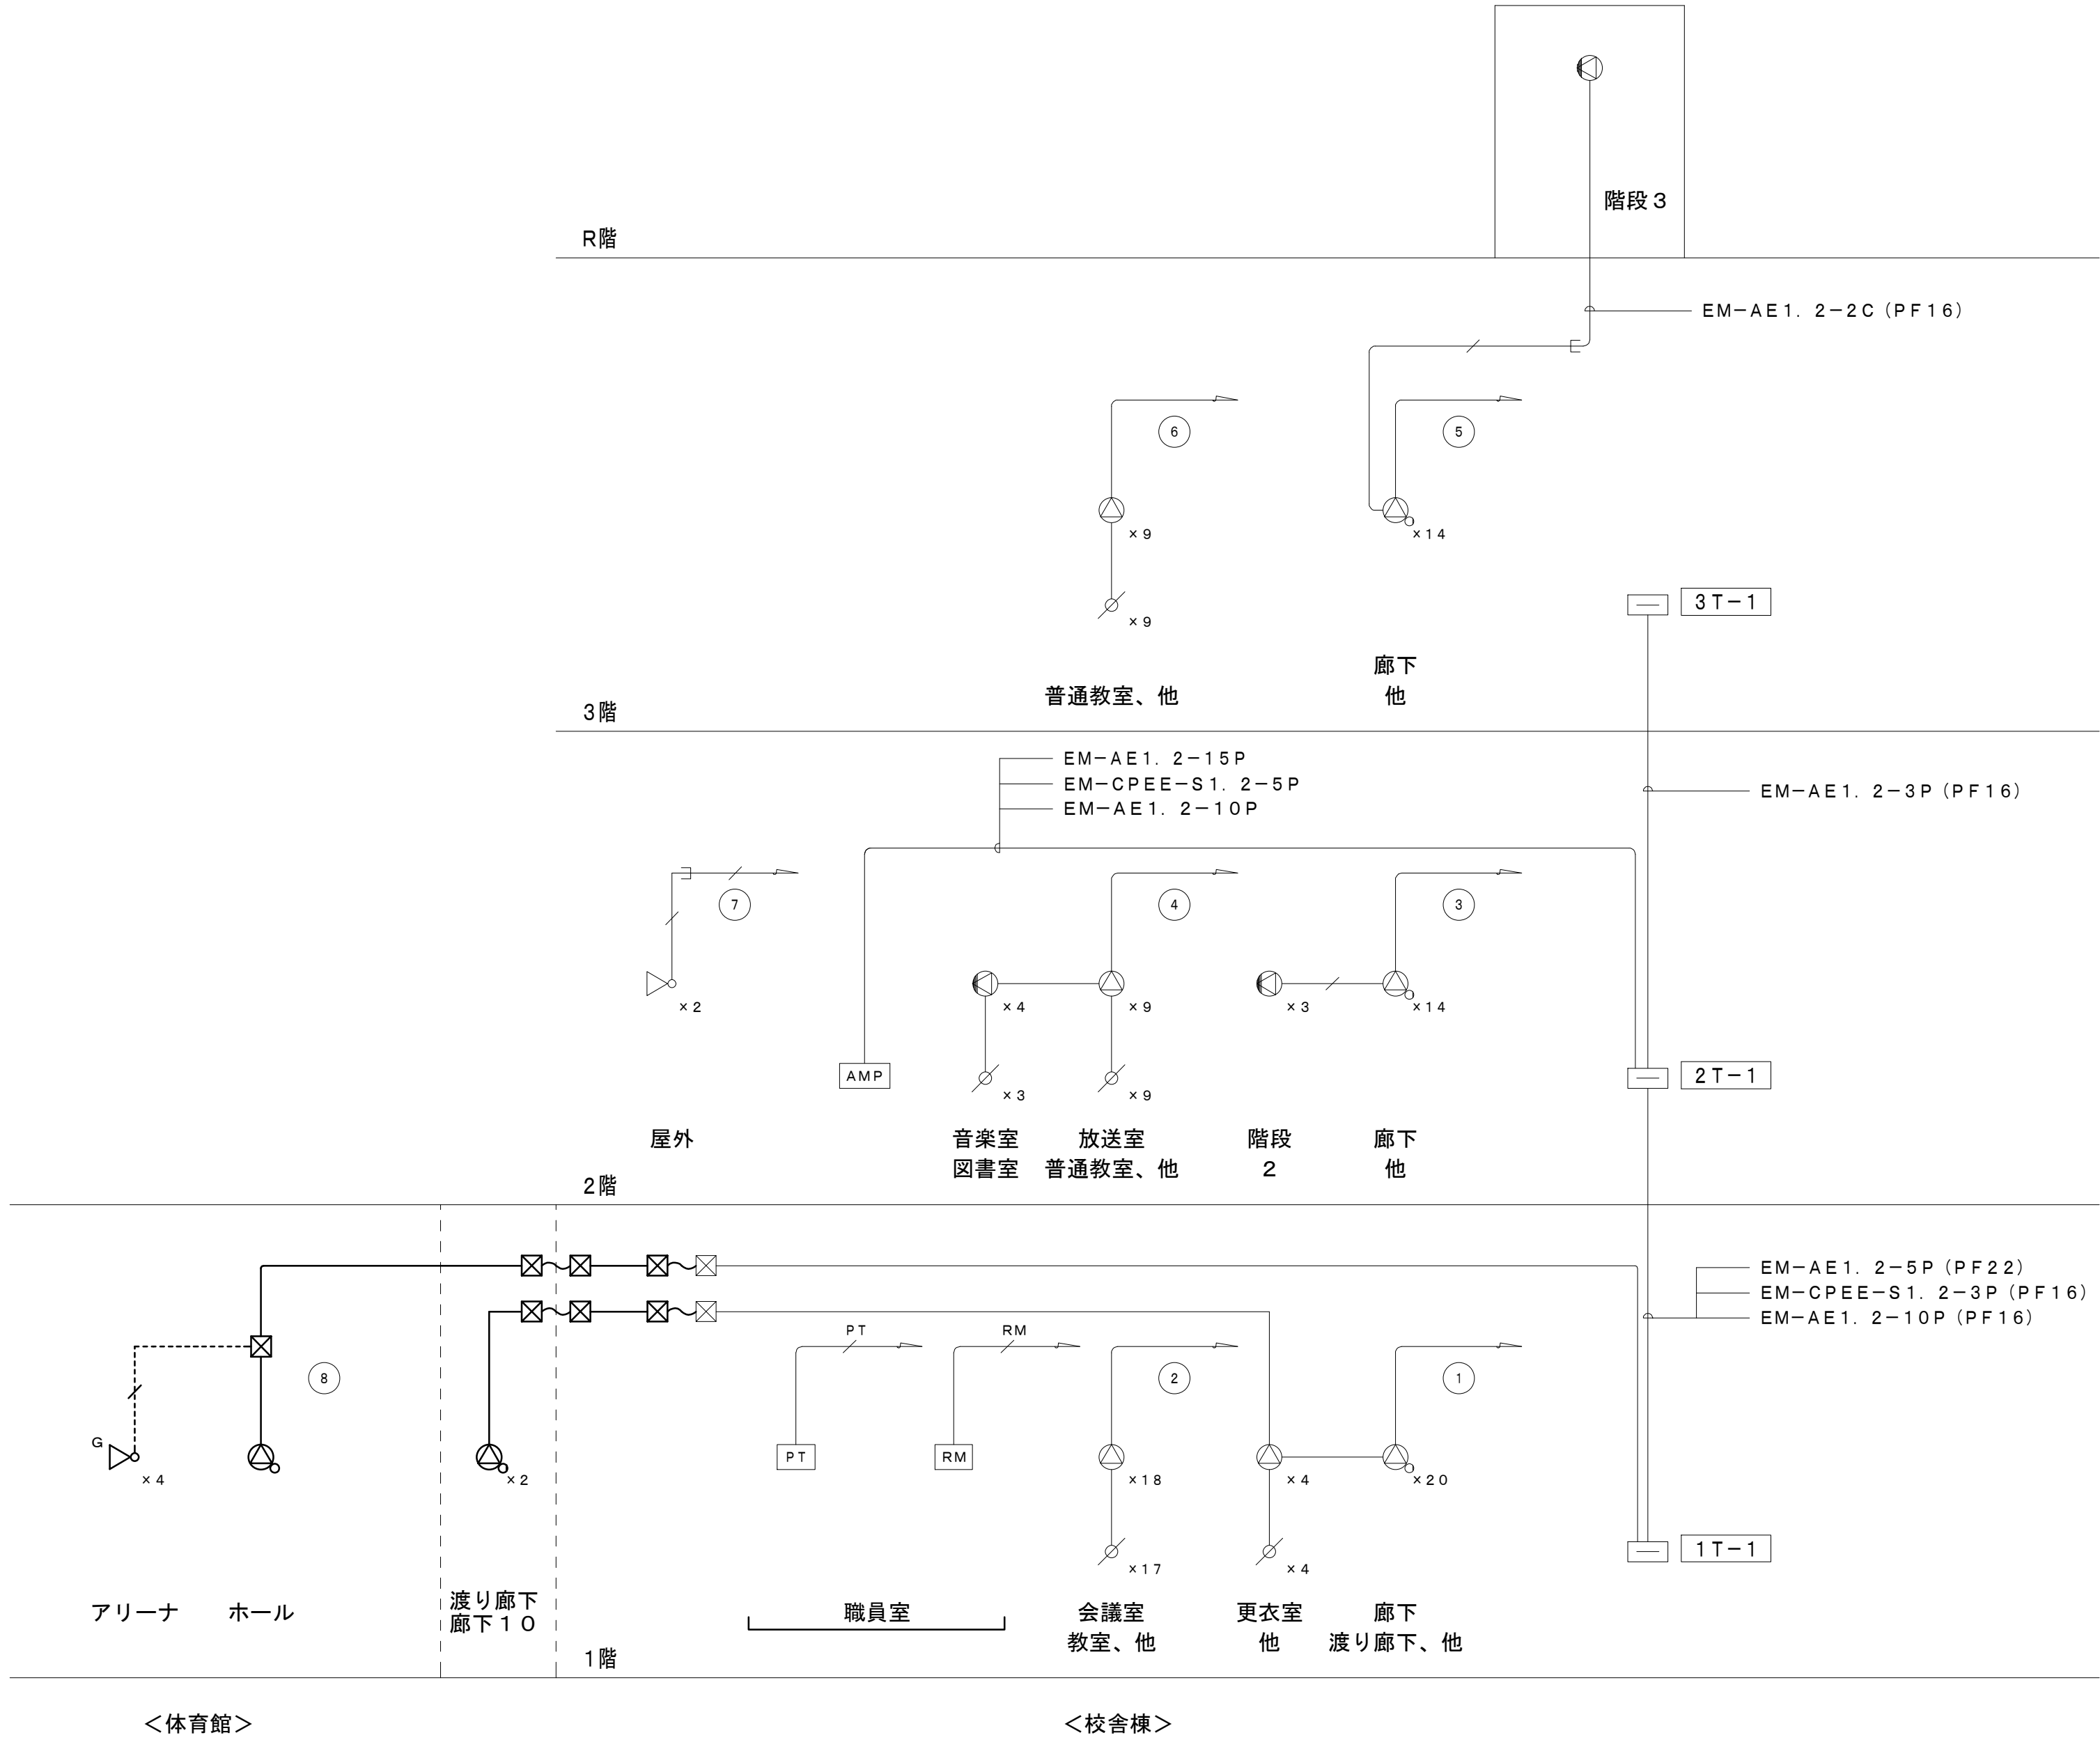 階段３
R階
EM－AE１．２－２C（PF１６）
６
５
×９
×１４
×９
３T－１
普通教室、他
廊下
他
３階
EM－AE１．２－１５P
EM－CPEE－S１．２－５P
EM－AE１．２－１０P
EM－AE１．２－３P（PF１６）
７
４
３
×２
×４
×９
×３
×１４
AMP
×３
×９
２T－１
屋外
音楽室
図書室
放送室
普通教室、他
階段
２
廊下
他
２階
EM－AE１．２－５P（PF２２）
EM－CPEE－S１．２－３P（PF１６）
EM－AE１．２－１０P（PF１６）
PT
RM
８
２
１
G
×４
×２
PT
RM
×１８
×４
×２０
×１７
×４
１T－１
アリーナ
ホール
渡り廊下
廊下１０
職員室
会議室
教室、他
更衣室
他
廊下
渡り廊下、他
１階
＜体育館＞
＜校舎棟＞